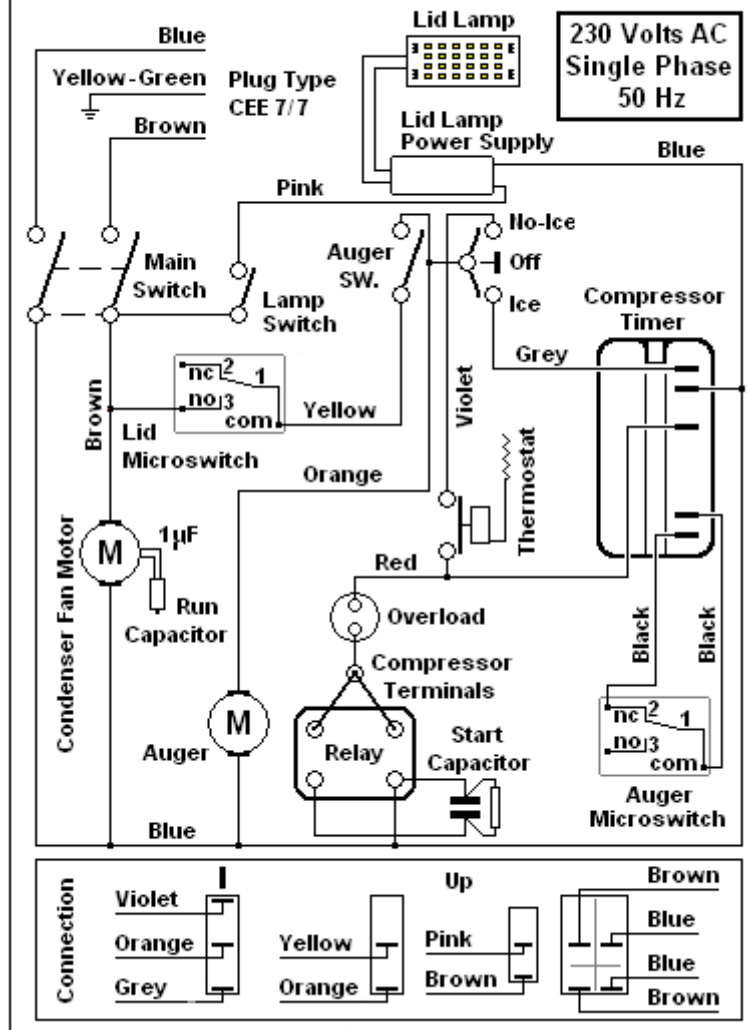 Blue
Yellow-Green
Brown
Plug Type
CEE 7/7
Lid Lamp
230 Volts AC
Single Phase
50 Hz
Lid Lamp
Power Supply
Blue
Pink
Main
Switch
Lamp
Switch
Auger
SW.
No-Ice
Off
Ice
Compressor
Timer
Grey
nc 2
1
no 3
com
Yellow
Lid
Microswitch
Brown
Violet
Orange
Thermostat
Condenser Fan Motor
M
1µF
Run
Capacitor
Red
Overload
Compressor
Terminals
Black
Black
M
Auger
Relay
Start
Capacitor
nc 2
1
no 3
com
Auger
Microswitch
Blue
Connection
I
Violet
Orange
Grey
Up
Yellow
Orange
Pink
Brown
Brown
Blue
Blue
Brown